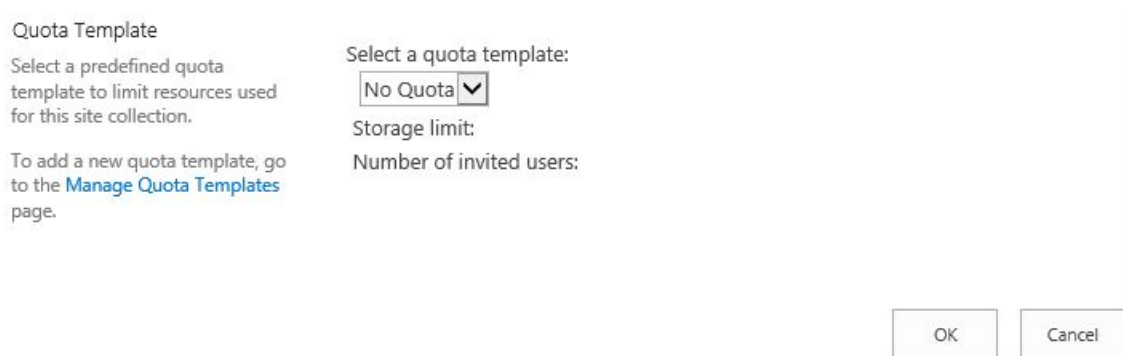 Quota Template
Select a predefined quota
template to limit resources used
for this site collection.
To add a new quota template, go
to the Manage Quota Templates
page.
Select a quota template:
No Quota
Storage limit:
Number of invited users:
OK
Cancel